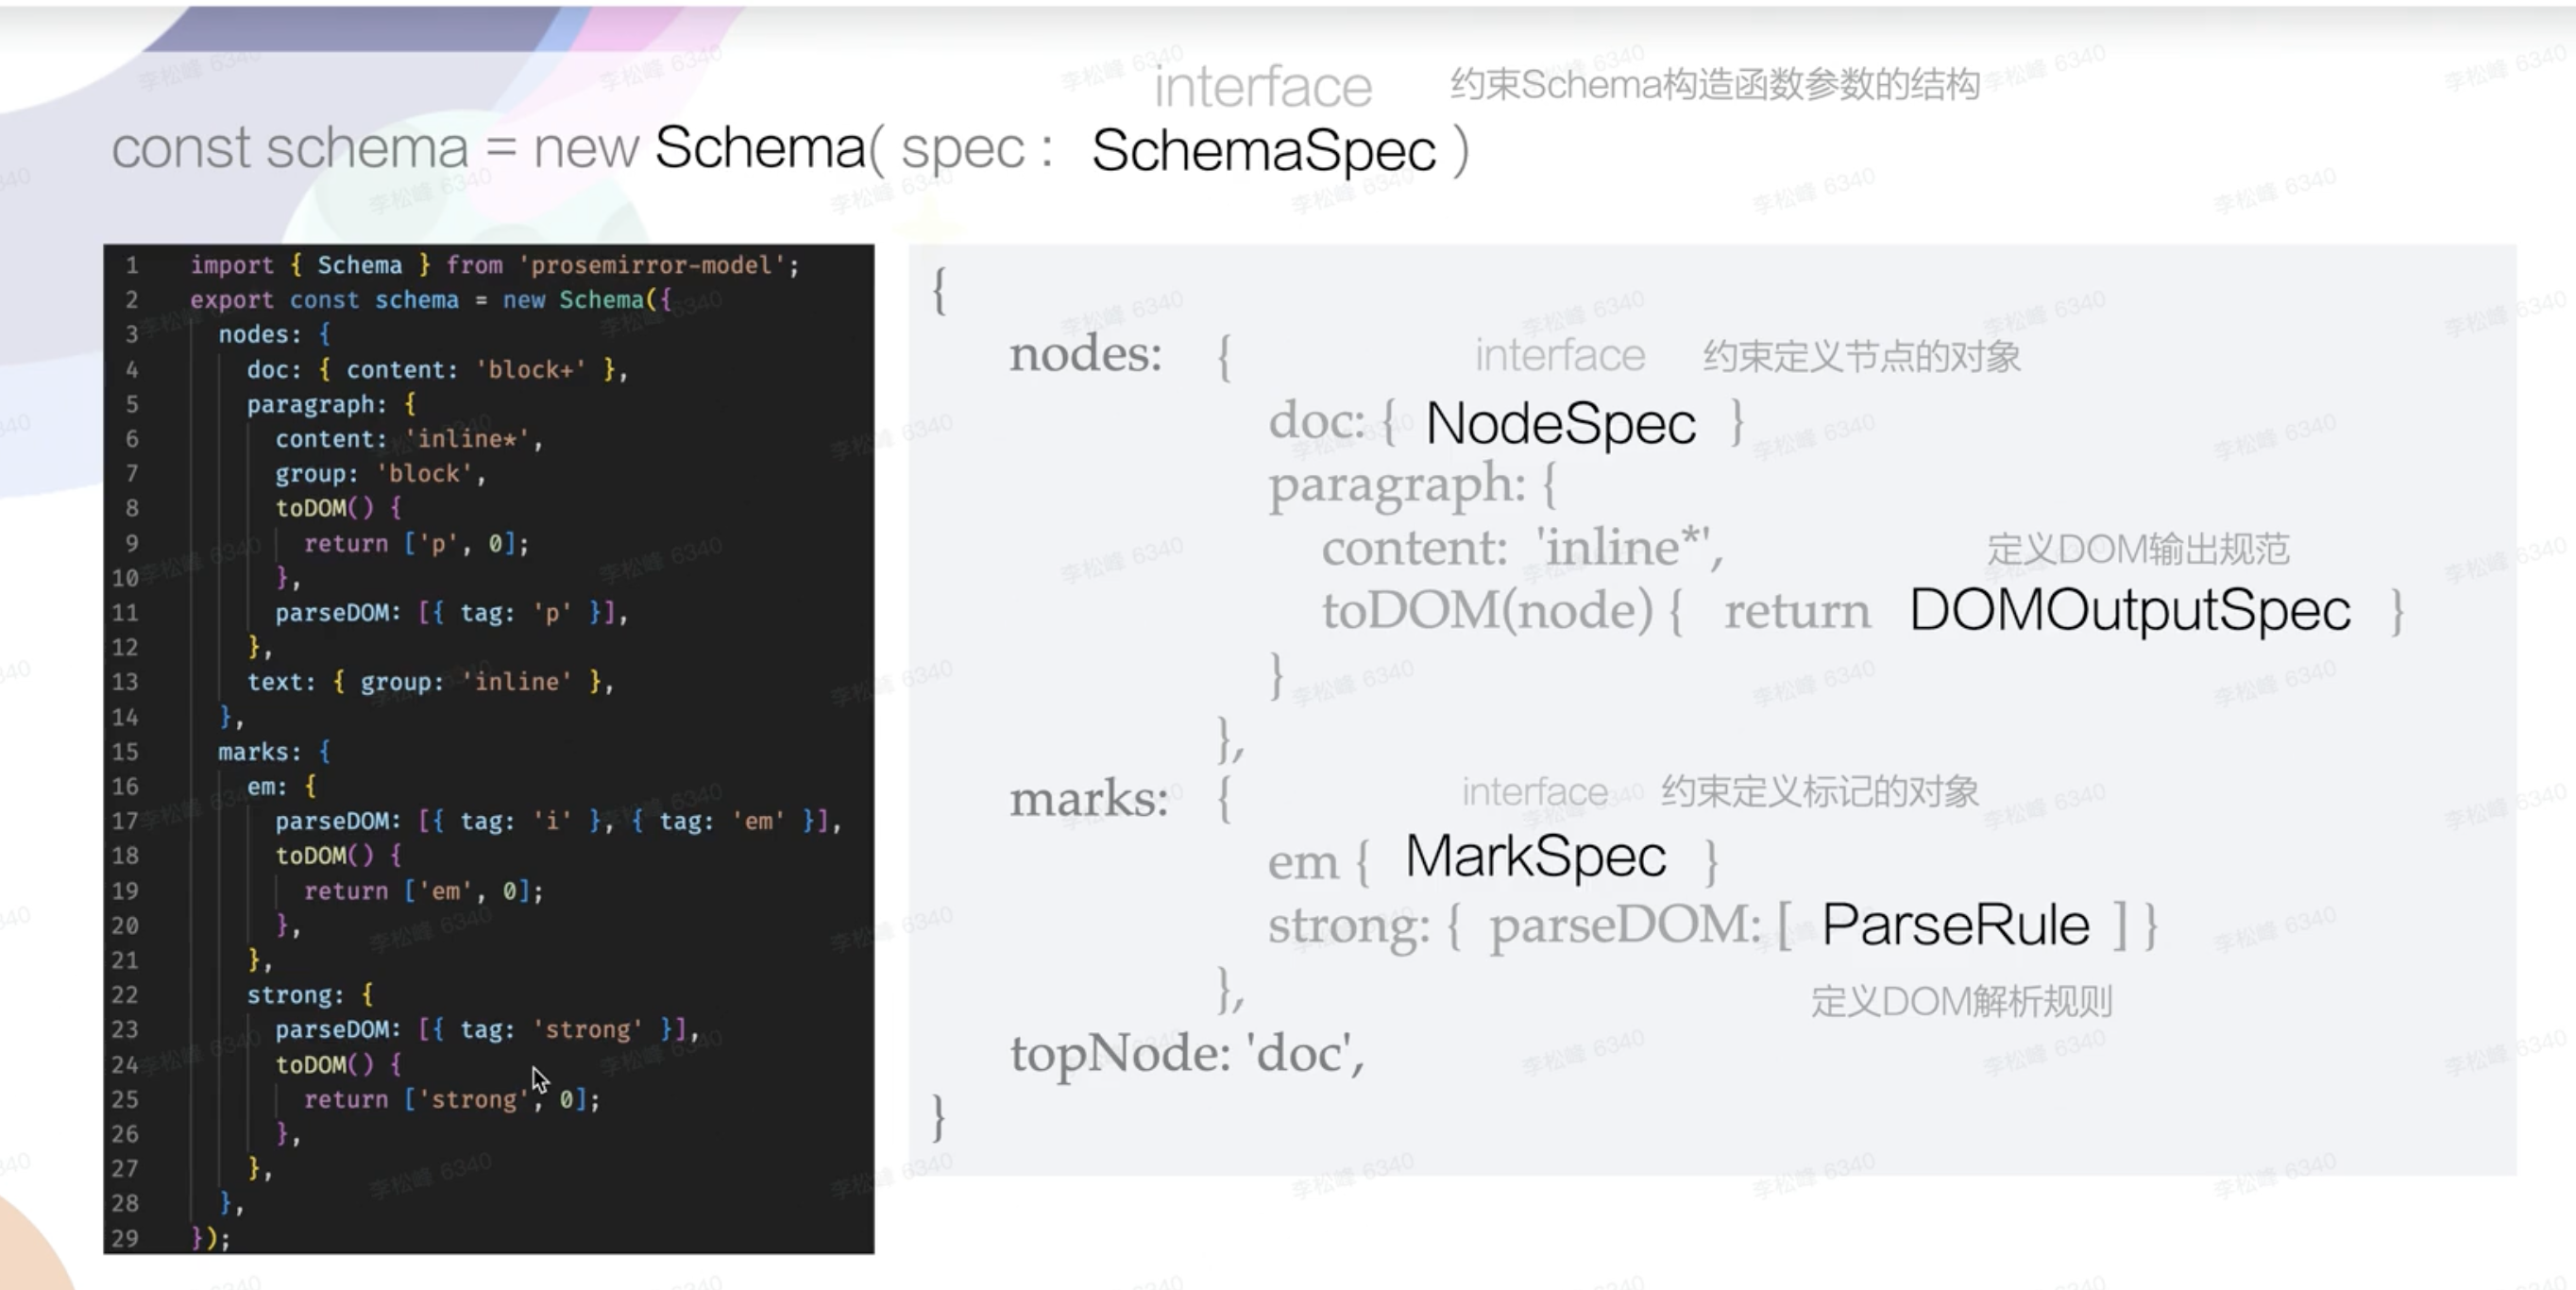 interface 约束Schema构造函数参数的结构
const schema = new Schema( spec : SchemaSpec )
1 import { Schema } from 'prosemirror-model';
2 export const schema = new Schema({
3 nodes: {
4 doc: { content: 'block+' },
5 paragraph: {
6 content: 'inline*',
7 group: 'block',
8 toDOM() {
9 return ['p', 0];
10 },
11 parseDOM: [{ tag: 'p' }],
12 },
13 text: { group: 'inline' },
14 },
15 marks: {
16 em: {
17 parseDOM: [{ tag: 'i' }, { tag: 'em' }],
18 toDOM() {
19 return ['em', 0];
20 },
21 },
22 strong: {
23 parseDOM: [{ tag: 'strong' }],
24 toDOM() {
25 return ['strong', 0];
26 },
27 },
28 },
29 });
{
nodes: { interface 约束定义节点的对象
doc: { NodeSpec }
paragraph: {
content: 'inline*', 定义DOM输出规范
toDOM(node) { return DOMOutputSpec }
}
},
marks: { interface 约束定义标记的对象
em { MarkSpec }
strong: { parseDOM: [ ParseRule ] }
},
定义DOM解析规则
topNode: 'doc',
}
李松峰 6340